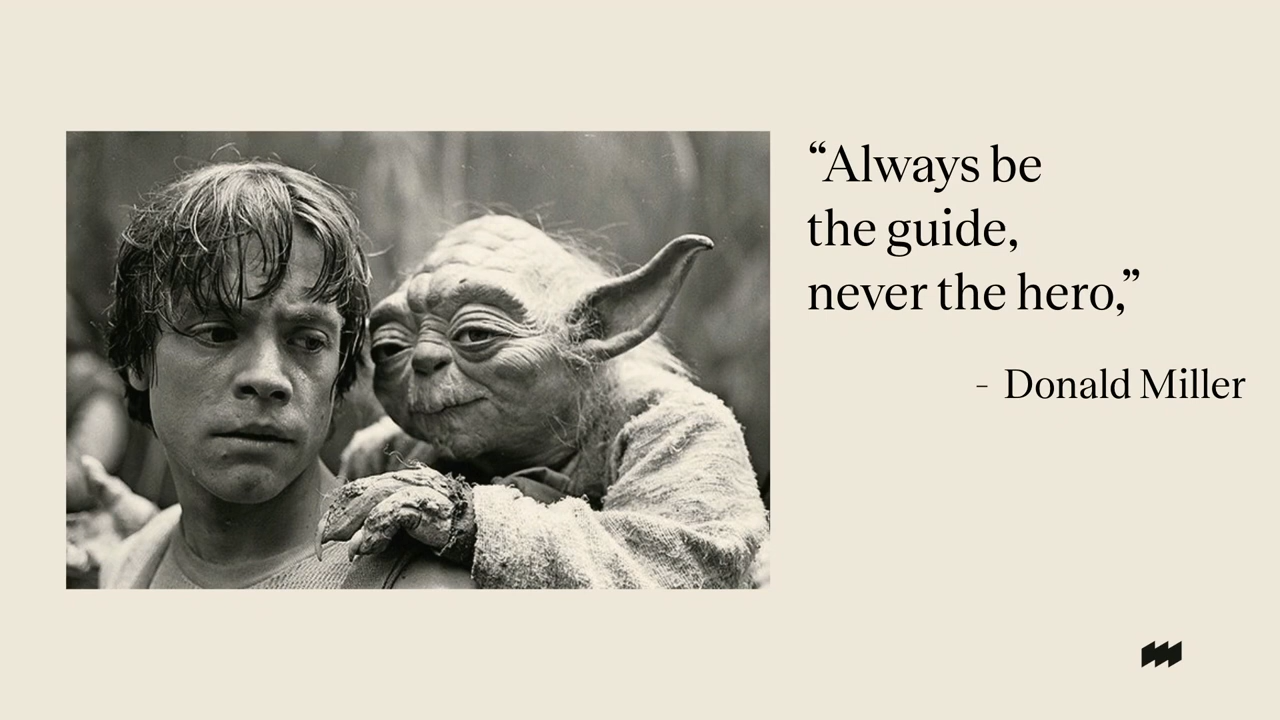 “Always be
the guide,
never the hero,”
- Donald Miller